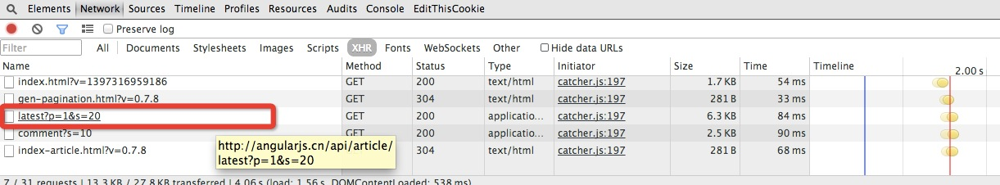 Elements Network Sources Timeline Profiles Resources Audits Console EditThisCookie
Preserve log
Filter All Documents Stylesheets Images Scripts XHR Fonts WebSockets Other Hide data URLs
Name Method Status Type Initiator Size Time Timeline 2.00 s
index.html?v=1397316959186 GET 200 text/html catcher.js:197 1.7 KB 54 ms
gen-pagination.html?v=0.7.8 GET 304 text/html catcher.js:197 281 B 33 ms
latest?p=1&s=20 GET 200 applicatio... catcher.js:197 6.3 KB 84 ms
comment?s=10 GET 200 applicatio... catcher.js:197 2.5 KB 90 ms
index-article.html?v=0.7.8 304 text/html catcher.js:197 281 B 68 ms
http://angularjs.cn/api/article/
latest?p=1&s=20
7 / 31 requests | 13.3 KB / 27.8 KB transferred | 4.06 s (load: 1.56 s, DOMContentLoaded: 538 ms)